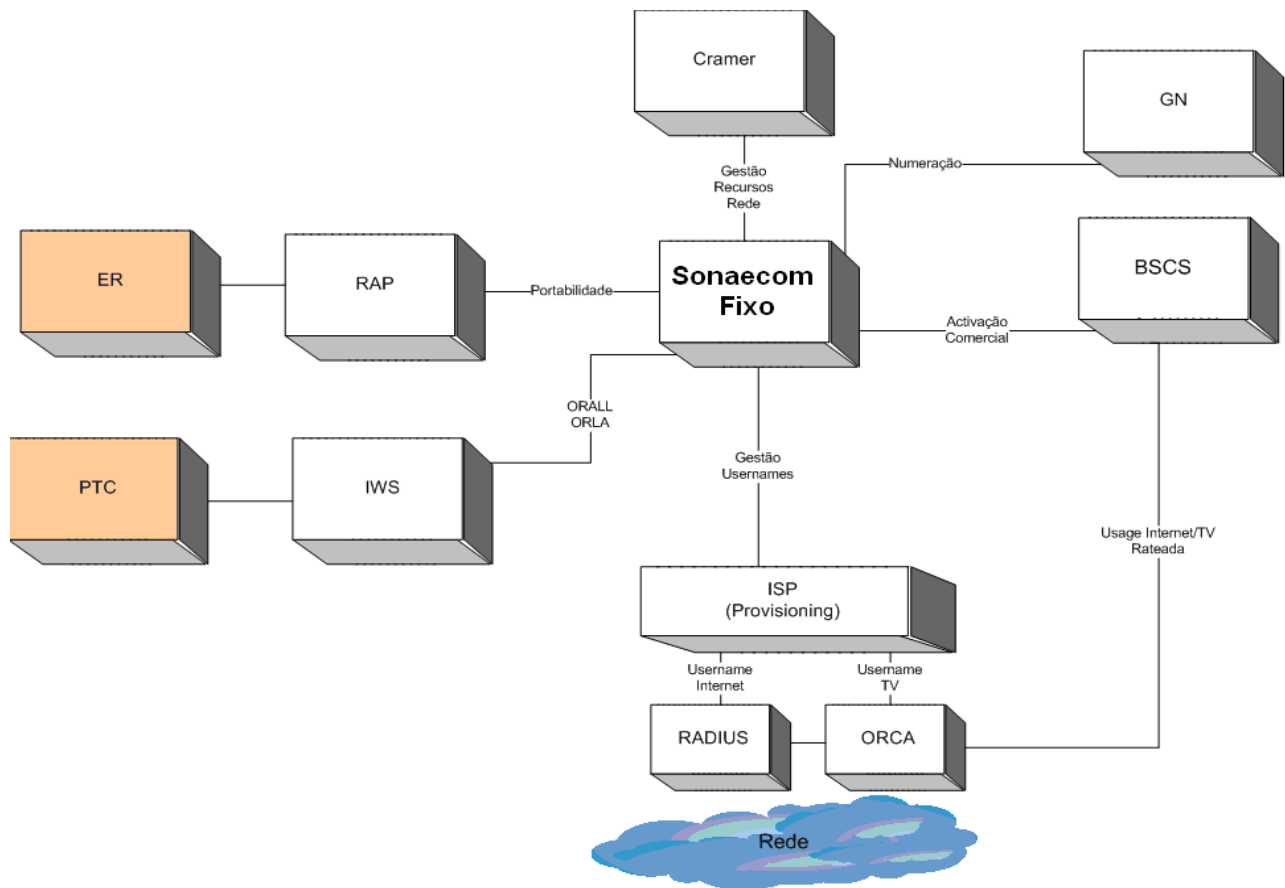 Cramer
GN
Gestão
Recursos
Rede
Numeração
ER
RAP
Portabilidade
Sonaecom
Fixo
BSCS
Activação
Comercial
ORALL
ORLA
PTC
IWS
Gestão
Usernames
Usage Internet/TV
Rateada
ISP
(Provisioning)
Username
Internet
Username
TV
RADIUS
ORCA
Rede